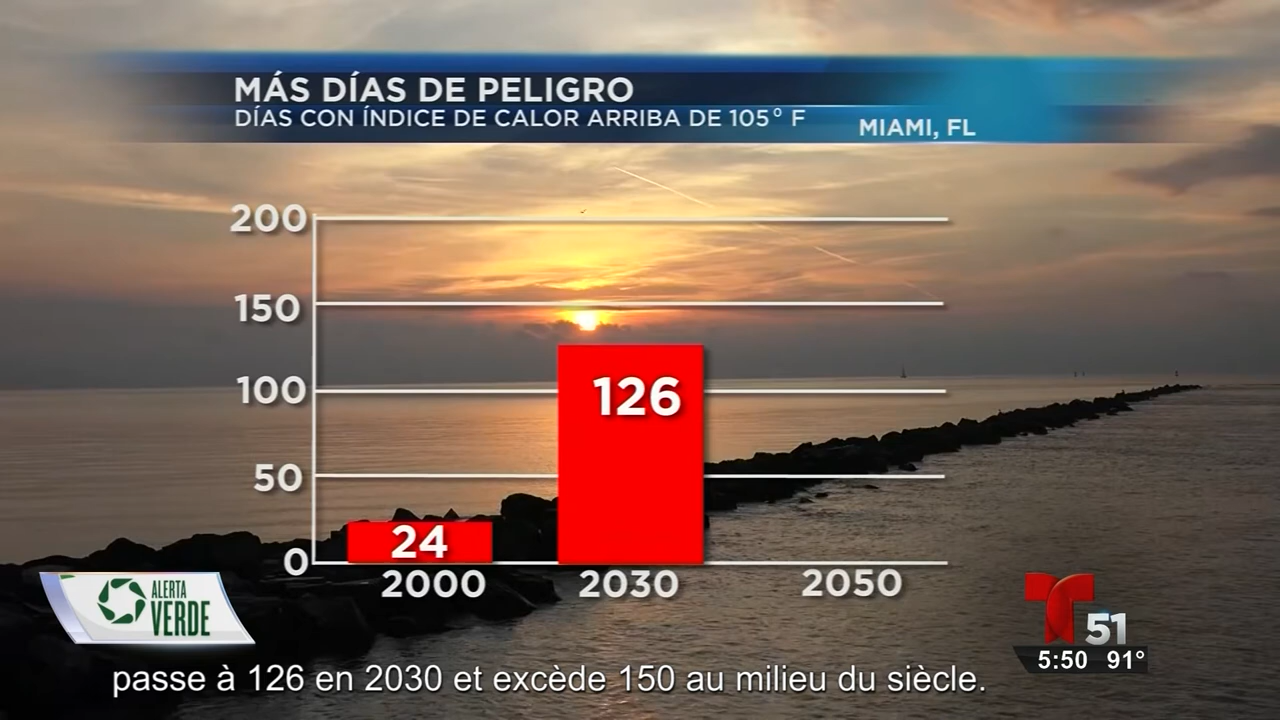 MÁS DÍAS DE PELIGRO
DÍAS CON ÍNDICE DE CALOR ARRIBA DE 105° F
MIAMI, FL
200
150
100
50
0
126
24
2000
2030
2050
ALERTA
VERDE
51
5:50 91°
passe à 126 en 2030 et excède 150 au milieu du siècle.